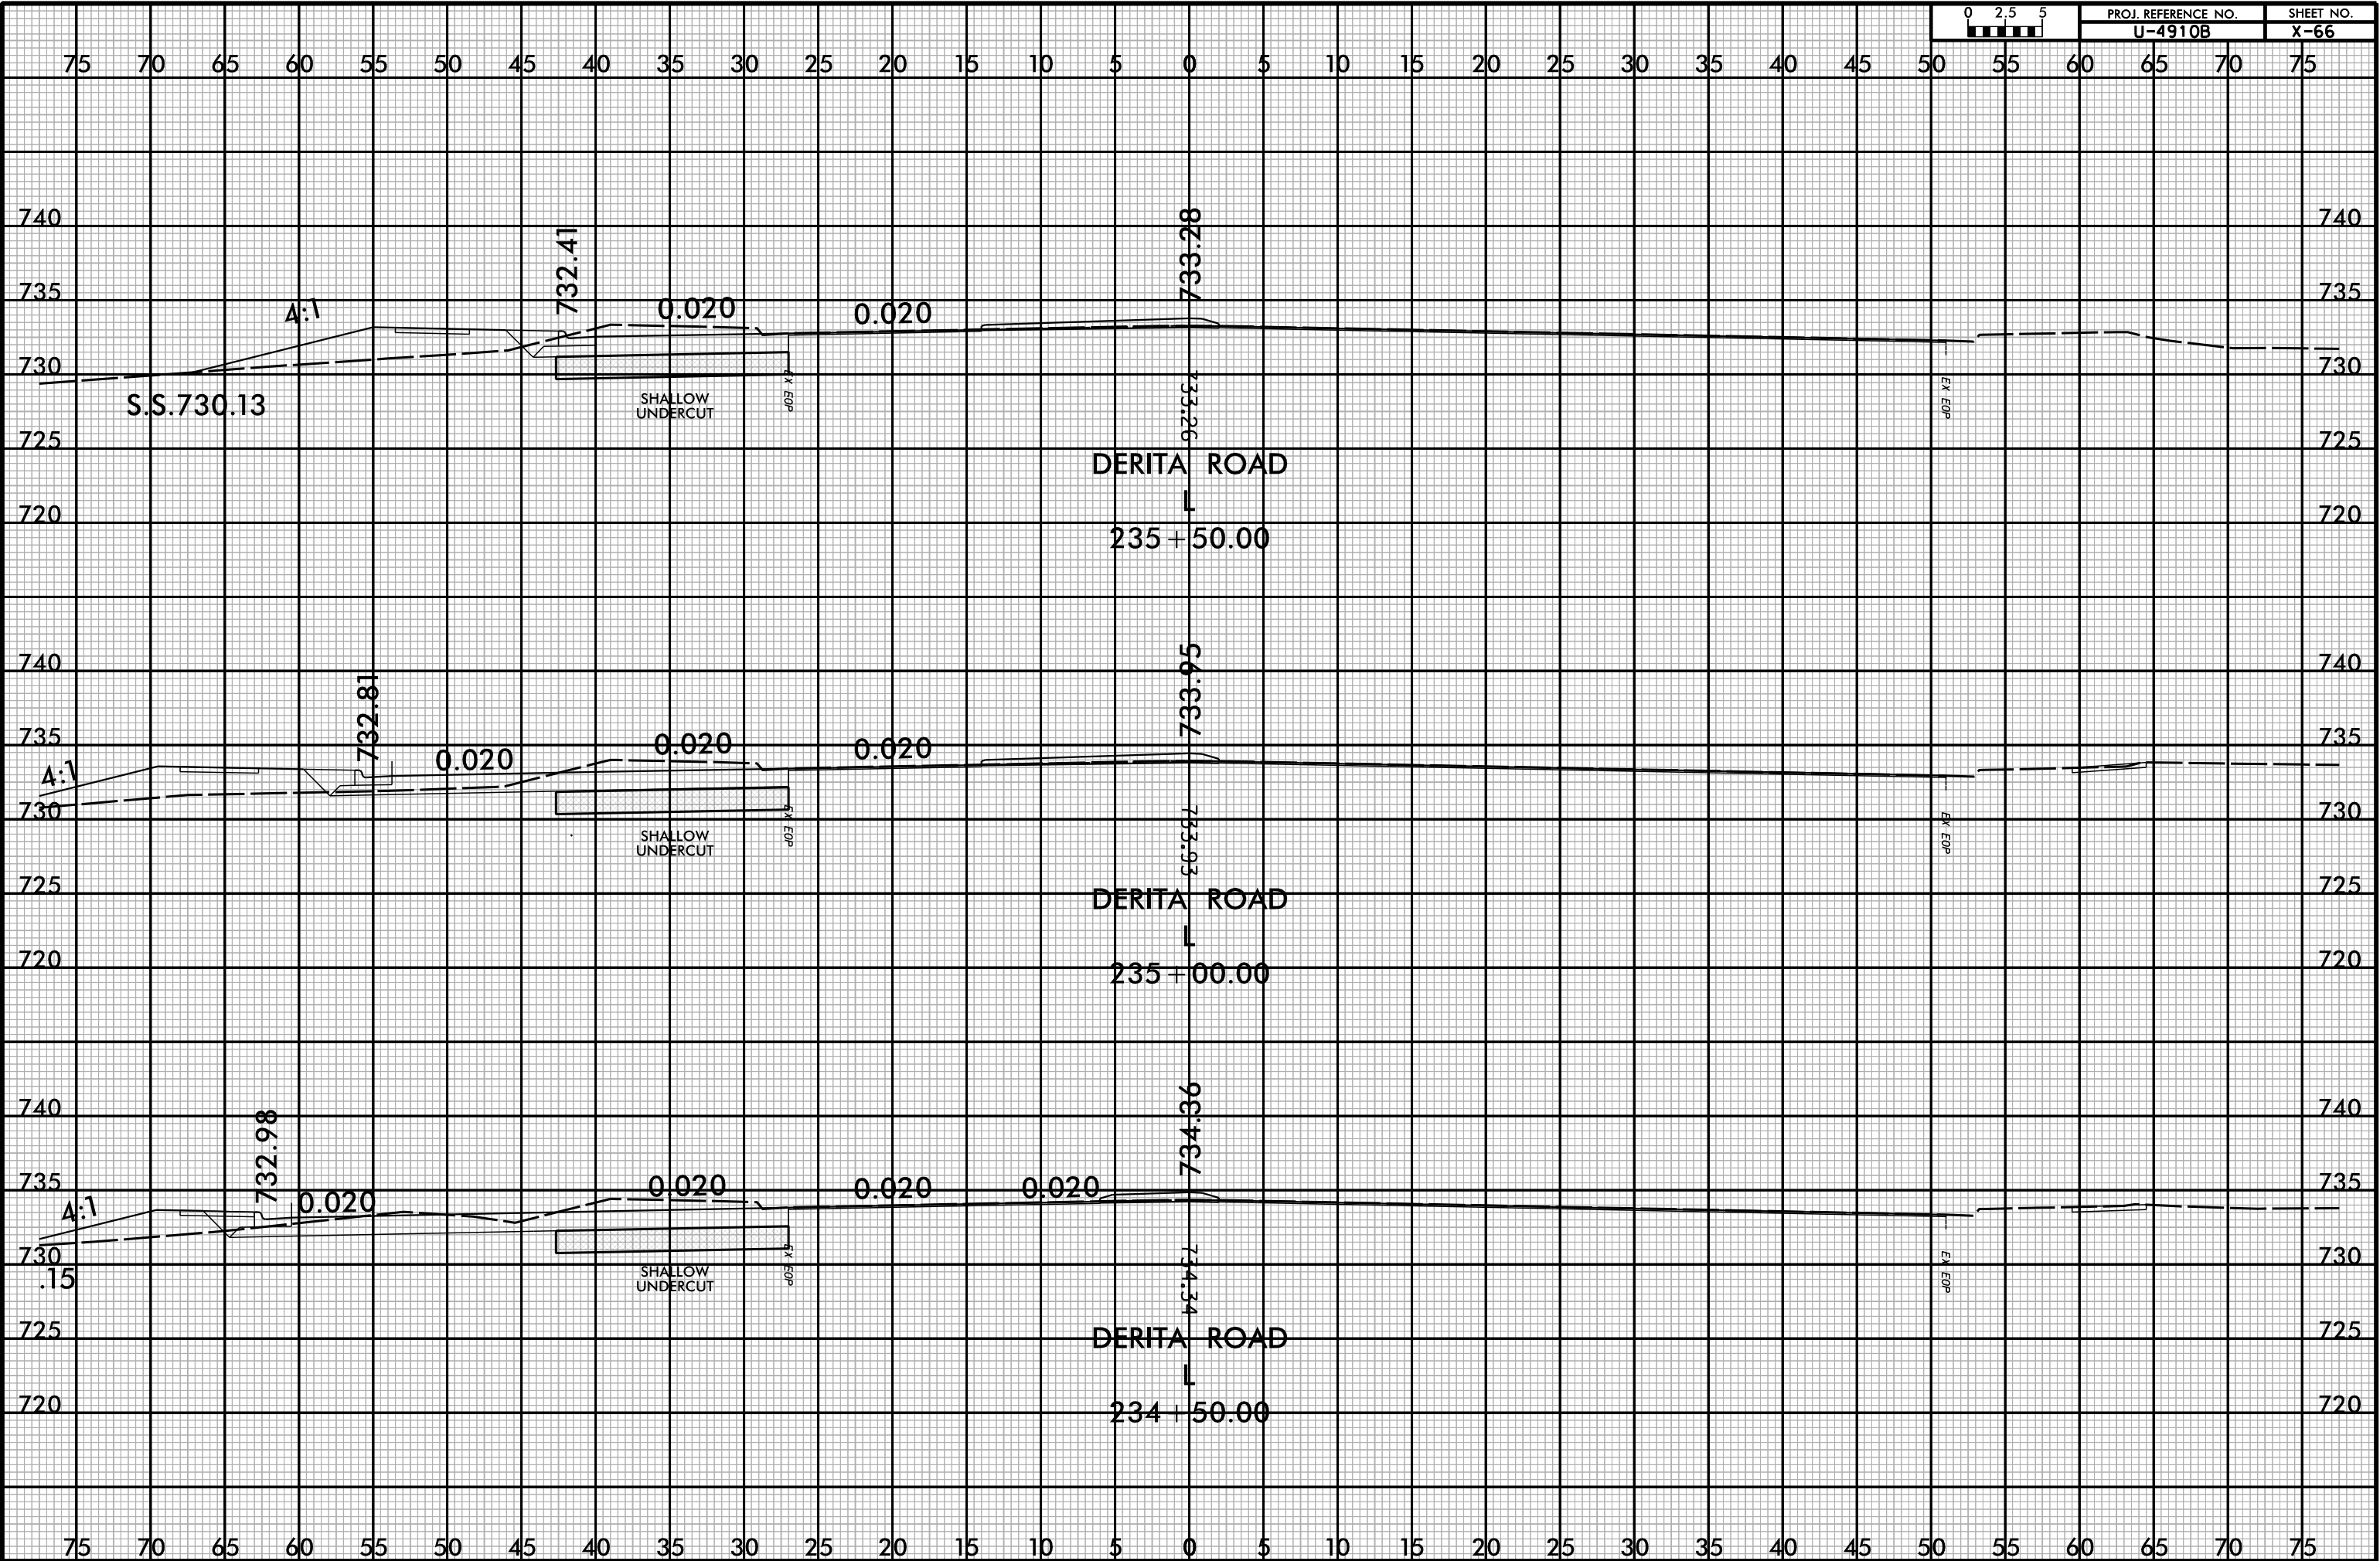 0 2.5 5
PROJ. REFERENCE NO. SHEET NO.
U-4910B X-66
75 70 65 60 55 50 45 40 35 30 25 20 15 10 5 0 5 10 15 20 25 30 35 40 45 50 55 60 65 70 75
740 732.41 733.28 740
735 4:1 0.020 0.020 735
730 730
S.S.730.13 SHALLOW EX EOP 733.26 EX EOP
UNDERCUT
725 725
DERITA ROAD
L
720 720
235+50.00
740 732.81 733.95 740
735 4:1 0.020 0.020 0.020 735
730 730
SHALLOW EX EOP 733.93 EX EOP
UNDERCUT
725 725
DERITA ROAD
L
720 720
235+00.00
740 732.98 734.36 740
735 4:1 0.020 0.020 0.020 0.020 735
730 730
.15 SHALLOW EX EOP 734.34 EX EOP
UNDERCUT
725 725
DERITA ROAD
L
720 720
234+50.00
75 70 65 60 55 50 45 40 35 30 25 20 15 10 5 0 5 10 15 20 25 30 35 40 45 50 55 60 65 70 75